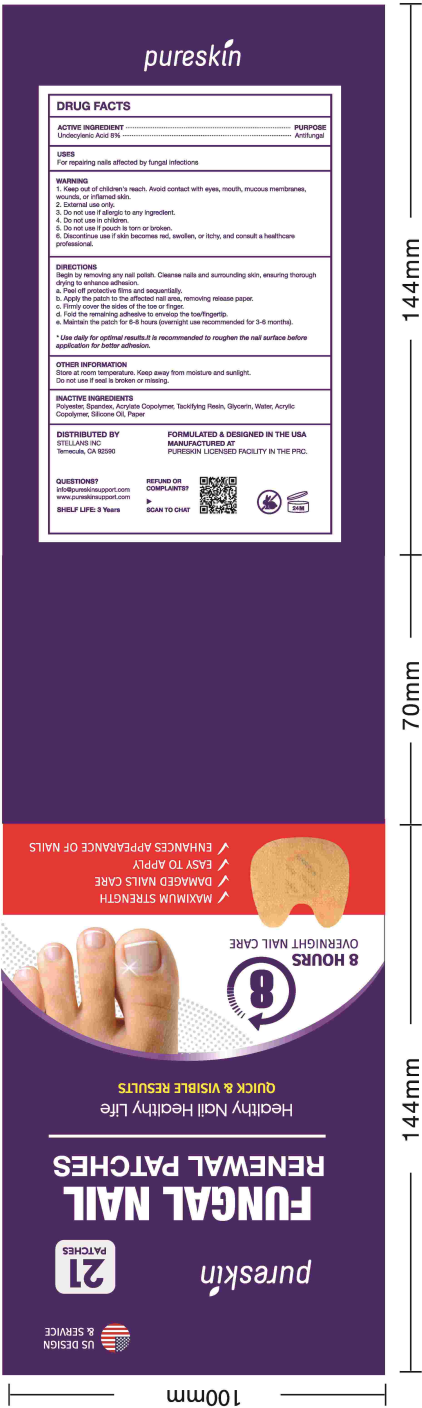 pureskin
DRUG FACTS
ACTIVE INGREDIENT PURPOSE
Undecylenic Acid 8% Antifungal
USES
For repairing nails affected by fungal infections
WARNING
1. Keep out of children's reach. Avoid contact with eyes, mouth, mucous membranes,
wounds, or inflamed skin.
2. External use only.
3. Do not use if allergic to any ingredient.
4. Do not use in children.
5. Do not use if pouch is torn or broken.
6. Discontinue use if skin becomes red, swollen, or itchy, and consult a healthcare
professional.
DIRECTIONS
Begin by removing any nail polish. Cleanse nails and surrounding skin, ensuring thorough
drying to enhance adhesion.
a. Peel off protective films and sequentially.
b. Apply the patch to the affected nail area, removing release paper.
c. Firmly cover the sides of the toe or finger.
d. Fold the remaining adhesive to envelop the toe/fingertip.
e. Maintain the patch for 6-8 hours (overnight use recommended for 3-6 months).
* Use daily for optimal results.It is recommended to roughen the nail surface before
application for better adhesion.
OTHER INFORMATION
Store at room temperature. Keep away from moisture and sunlight.
Do not use if seal is broken or missing.
INACTIVE INGREDIENTS
Polyester, Spandex, Acrylate Copolymer, Tackifying Resin, Glycerin, Water, Acrylic
Copolymer, Silicone Oil, Paper
DISTRIBUTED BY
STELLANS INC
Temecula, CA 92590
FORMULATED & DESIGNED IN THE USA
MANUFACTURED AT
PURESKIN LICENSED FACILITY IN THE PRC.
QUESTIONS?
info@pureskinsupport.com
www.pureskinsupport.com
SHELF LIFE: 3 Years
REFUND OR
COMPLAINTS?
SCAN TO CHAT
24M
US DESIGN
& SERVICE
pureskin
21
PATCHES
FUNGAL NAIL
RENEWAL PATCHES
Healthy Nail Healthy Life
QUICK & VISIBLE RESULTS
8
8 HOURS
OVERNIGHT NAIL CARE
MAXIMUM STRENGTH
DAMAGED NAILS CARE
EASY TO APPLY
ENHANCES APPEARANCE OF NAILS
144mm
70mm
144mm
100mm